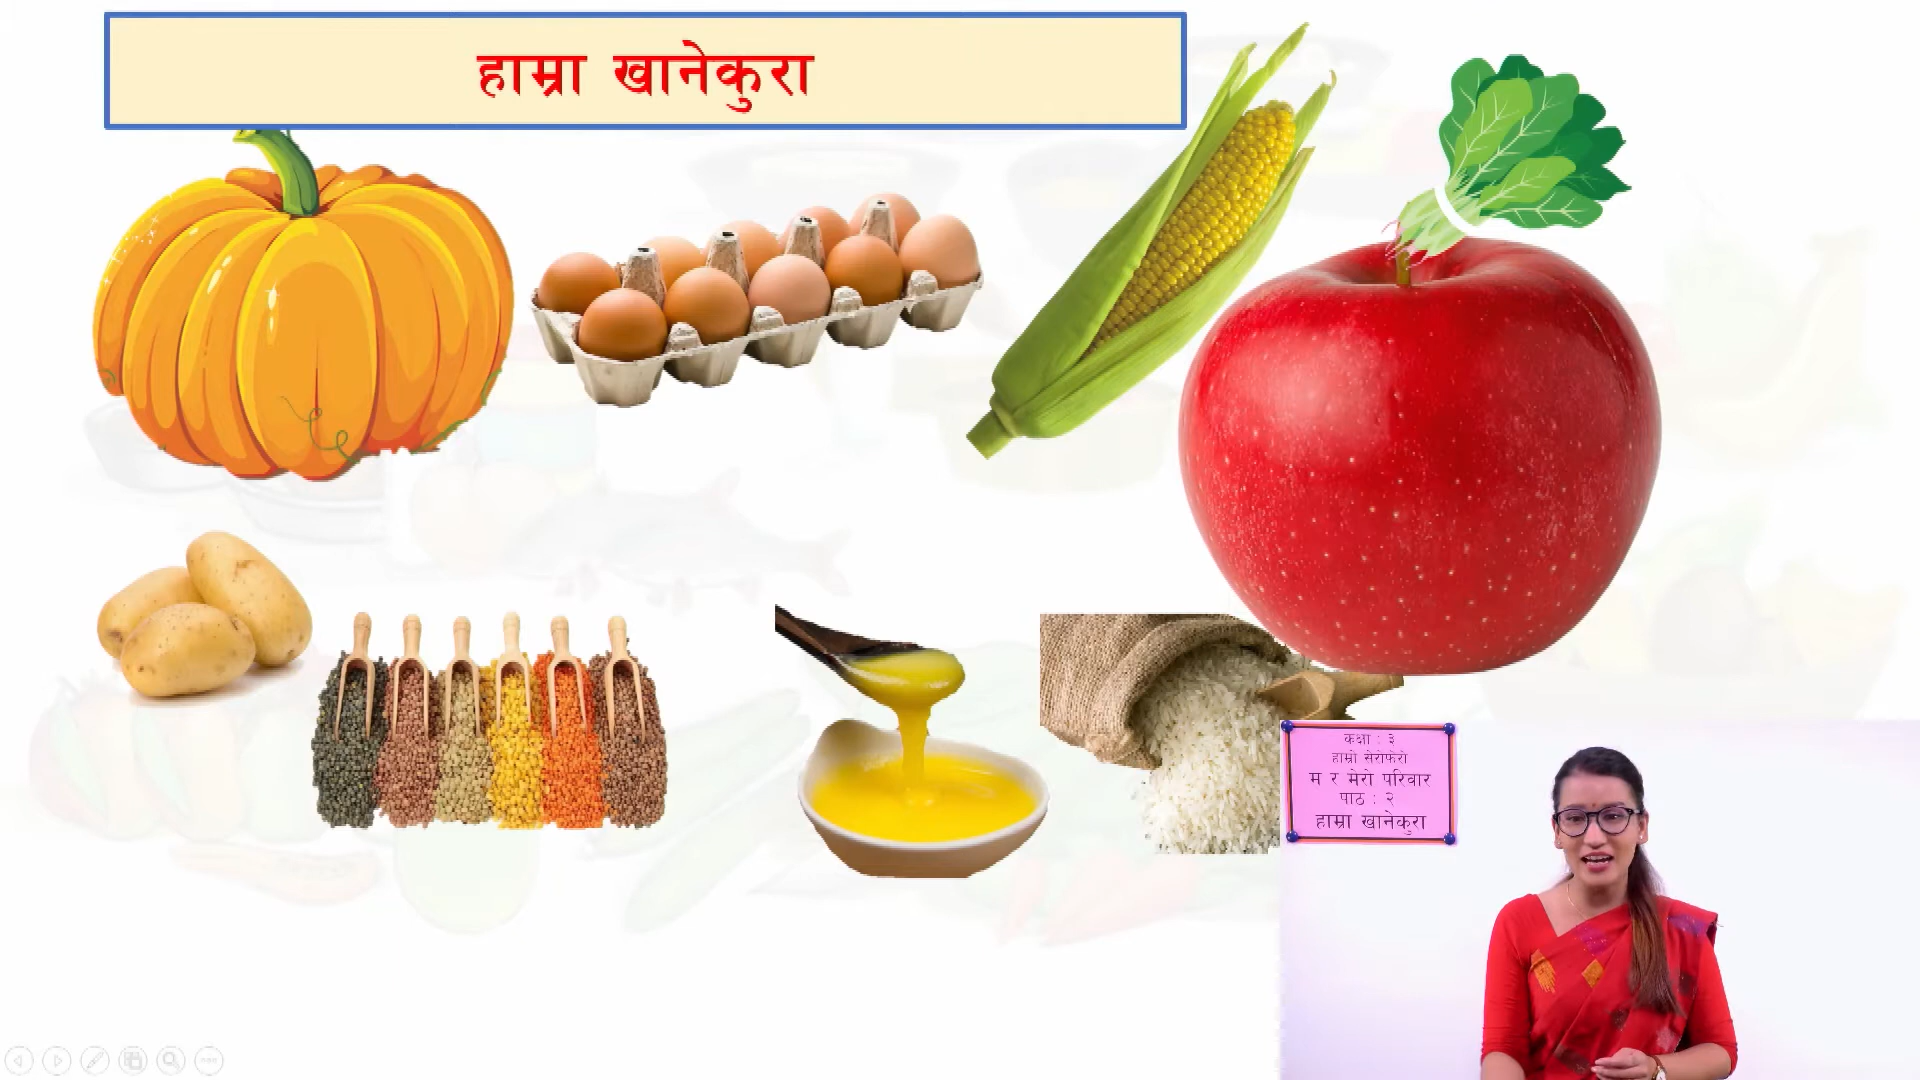 हाम्रा खानेकुरा
कक्षा : ३
हाम्रो सेरोफेरो
म र मेरो परिवार
पाठ : २
हाम्रा खानेकुरा